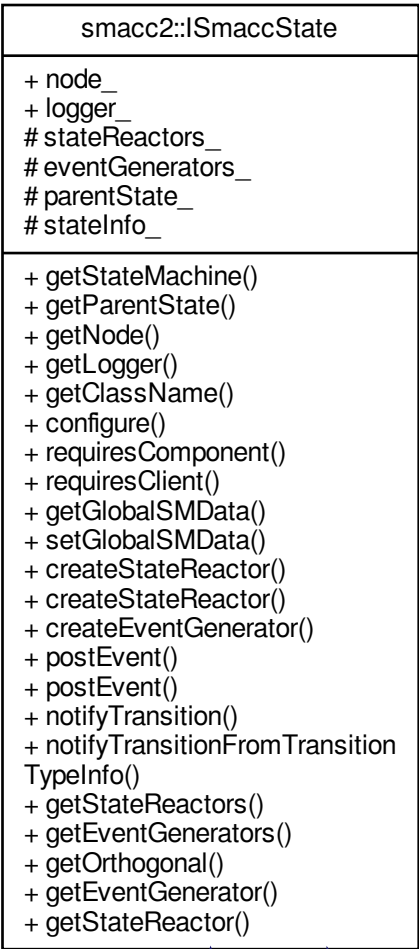 smacc2::ISmaccState
+ node_
+ logger_
# stateReactors_
# eventGenerators_
# parentState_
# stateInfo_
+ getStateMachine()
+ getParentState()
+ getNode()
+ getLogger()
+ getClassName()
+ configure()
+ requiresComponent()
+ requiresClient()
+ getGlobalSMData()
+ setGlobalSMData()
+ createStateReactor()
+ createStateReactor()
+ createEventGenerator()
+ postEvent()
+ postEvent()
+ notifyTransition()
+ notifyTransitionFromTransition
TypeInfo()
+ getStateReactors()
+ getEventGenerators()
+ getOrthogonal()
+ getEventGenerator()
+ getStateReactor()